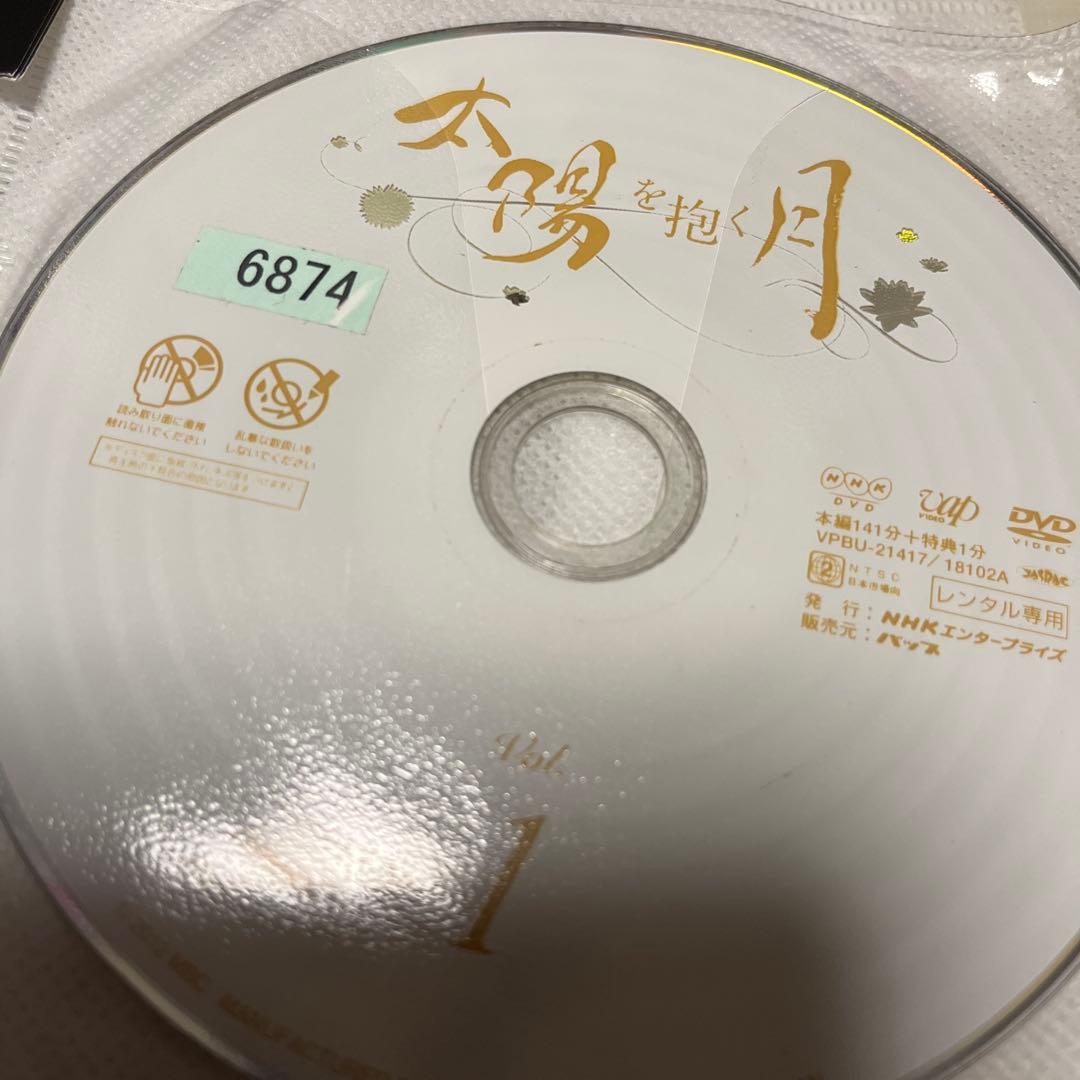 太陽を抱く月
6874
読み取り面に直接
触れないでください
乱暴な取扱いを
しないでください
NHK
DVD
vap
VIDEO
DVD
VIDEO
本編141分+特典1分
VPBU-21417/18102A
2
NTSC
日本市場向
レンタル専用
発 行:NHKエンタープライズ
販売元:バップ
Vol.
1
MBC MANUFACTURED